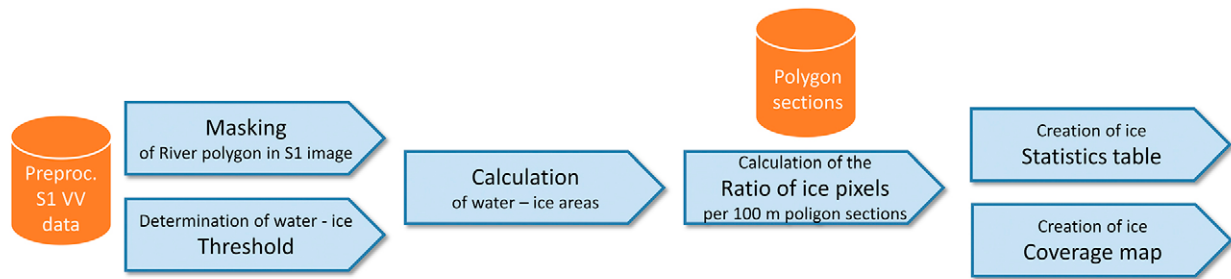 Preproc.
S1 VV
data
Masking
of River polygon in S1 image
Determination of water - ice
Threshold
Calculation
of water – ice areas
Polygon
sections
Calculation of the
Ratio of ice pixels
per 100 m poligon sections
Creation of ice
Statistics table
Creation of ice
Coverage map